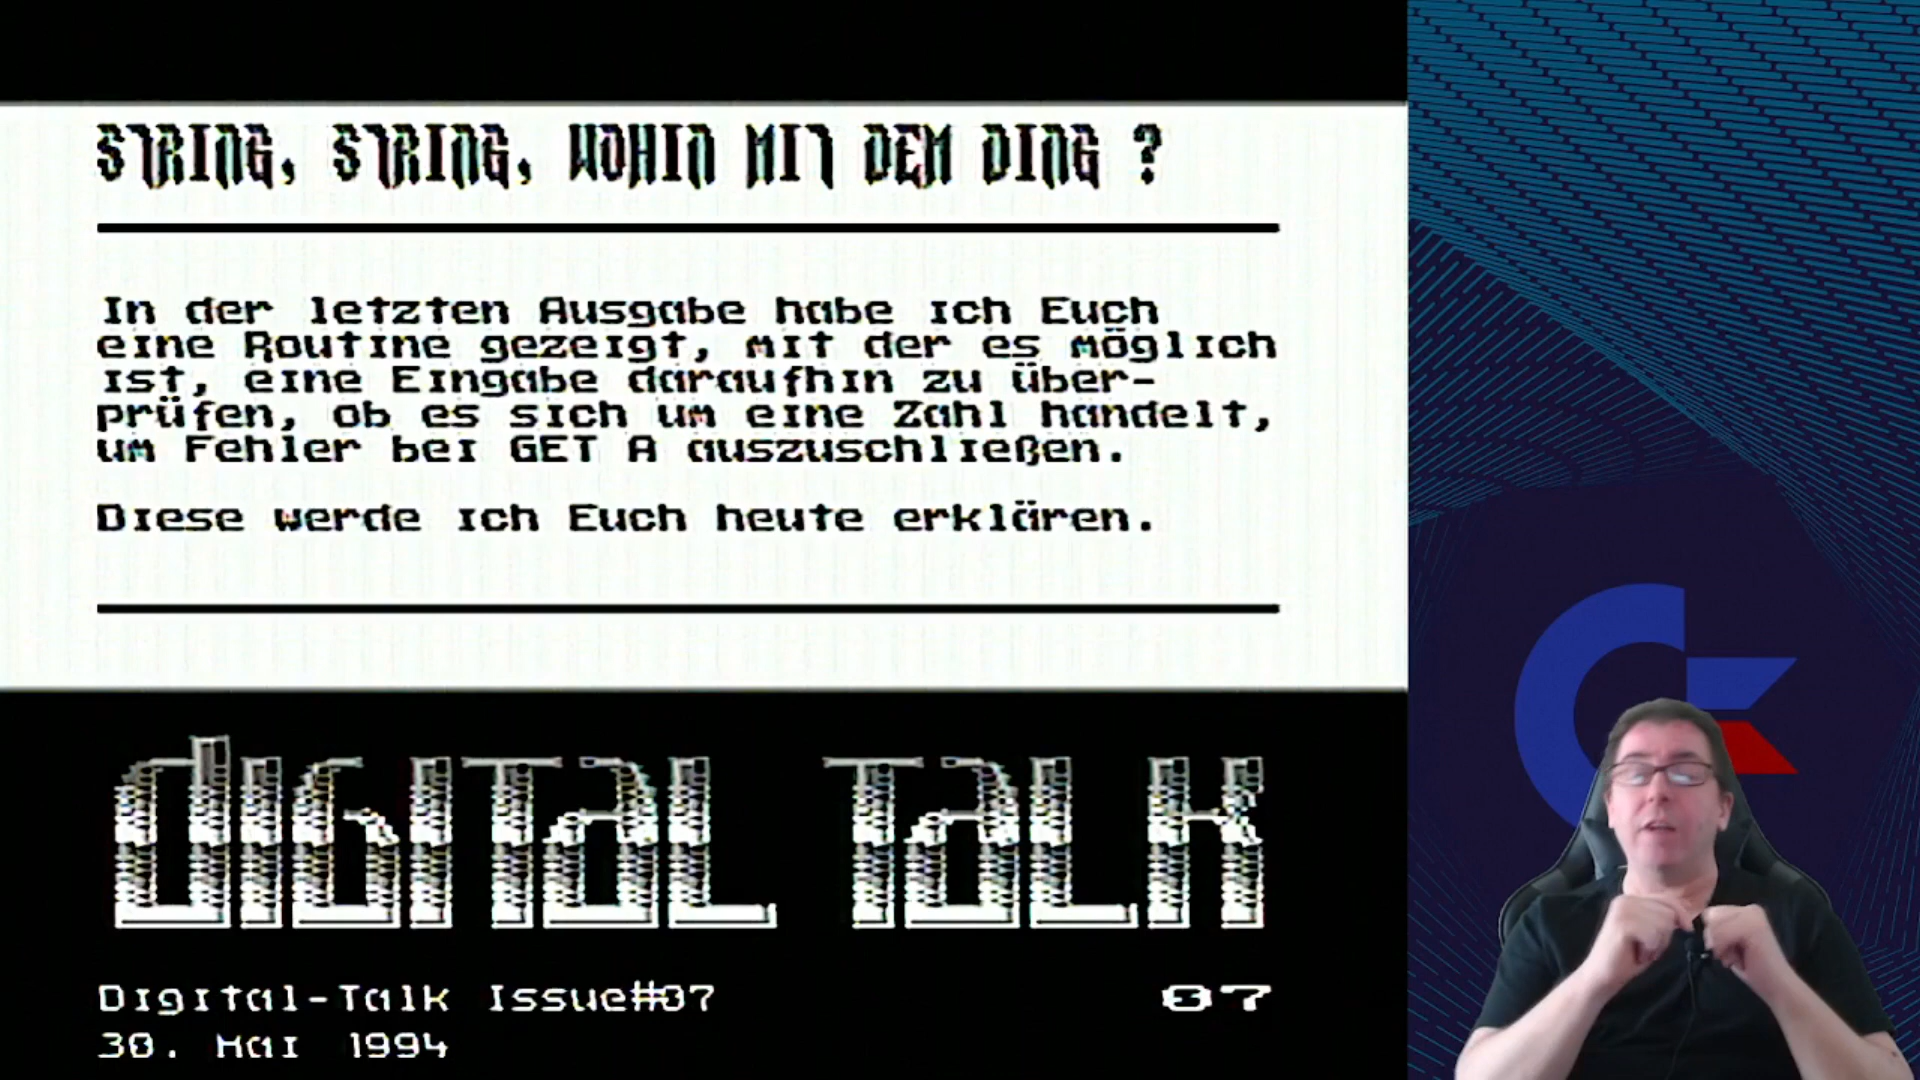 STRING, STRING, WOHIN MIT DEM DING ?
In der letzten Ausgabe habe ich Euch
eine Routine gezeigt, mit der es möglich
ist, eine Eingabe daraufhin zu über-
prüfen, ob es sich um eine Zahl handelt,
um Fehler bei GET A auszuschließen.
Diese werde ich Euch heute erklären.
DIGITAL TALK
Digital-Talk Issue#07
07
30. Mai 1994